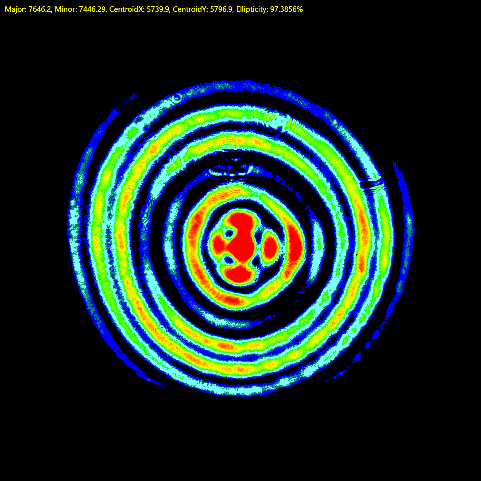 Major: 7646.2, Minor: 7446.29, CentroidX: 5739.9, CentroidY: 5796.9, Ellipticity: 97.3856%